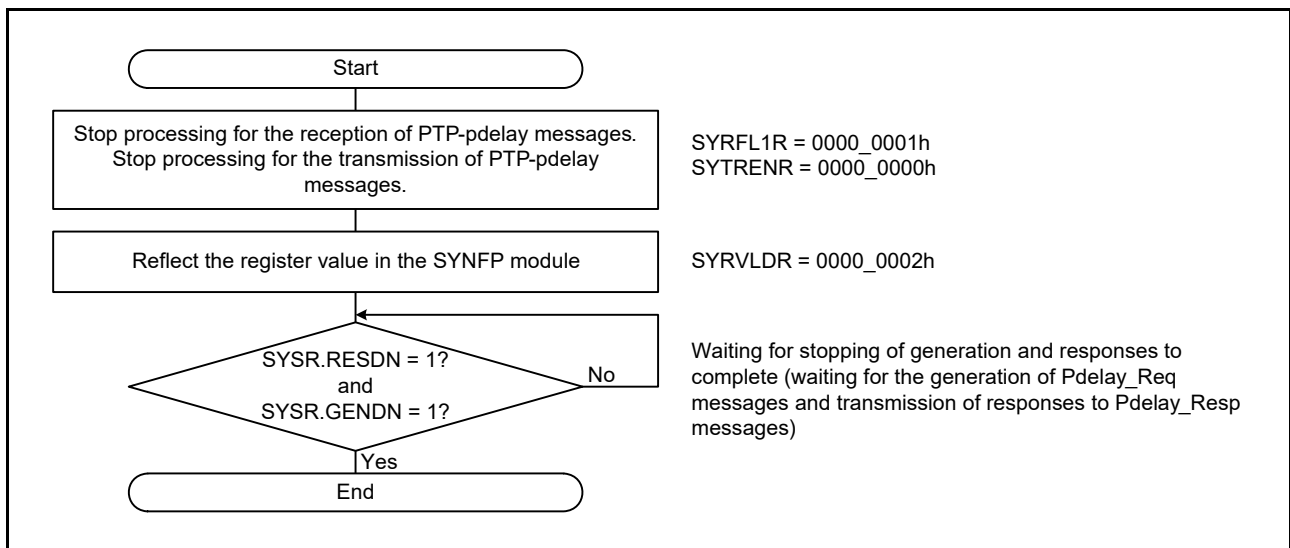 Start
Stop processing for the reception of PTP-pdelay messages.
Stop processing for the transmission of PTP-pdelay
messages.
SYRFL1R = 0000_0001h
SYTRENR = 0000_0000h
Reflect the register value in the SYNFP module
SYRVLDR = 0000_0002h
SYSR.RESDN = 1?
and
SYSR.GENDN = 1?
No
Waiting for stopping of generation and responses to
complete (waiting for the generation of Pdelay_Req
messages and transmission of responses to Pdelay_Resp
messages)
Yes
End